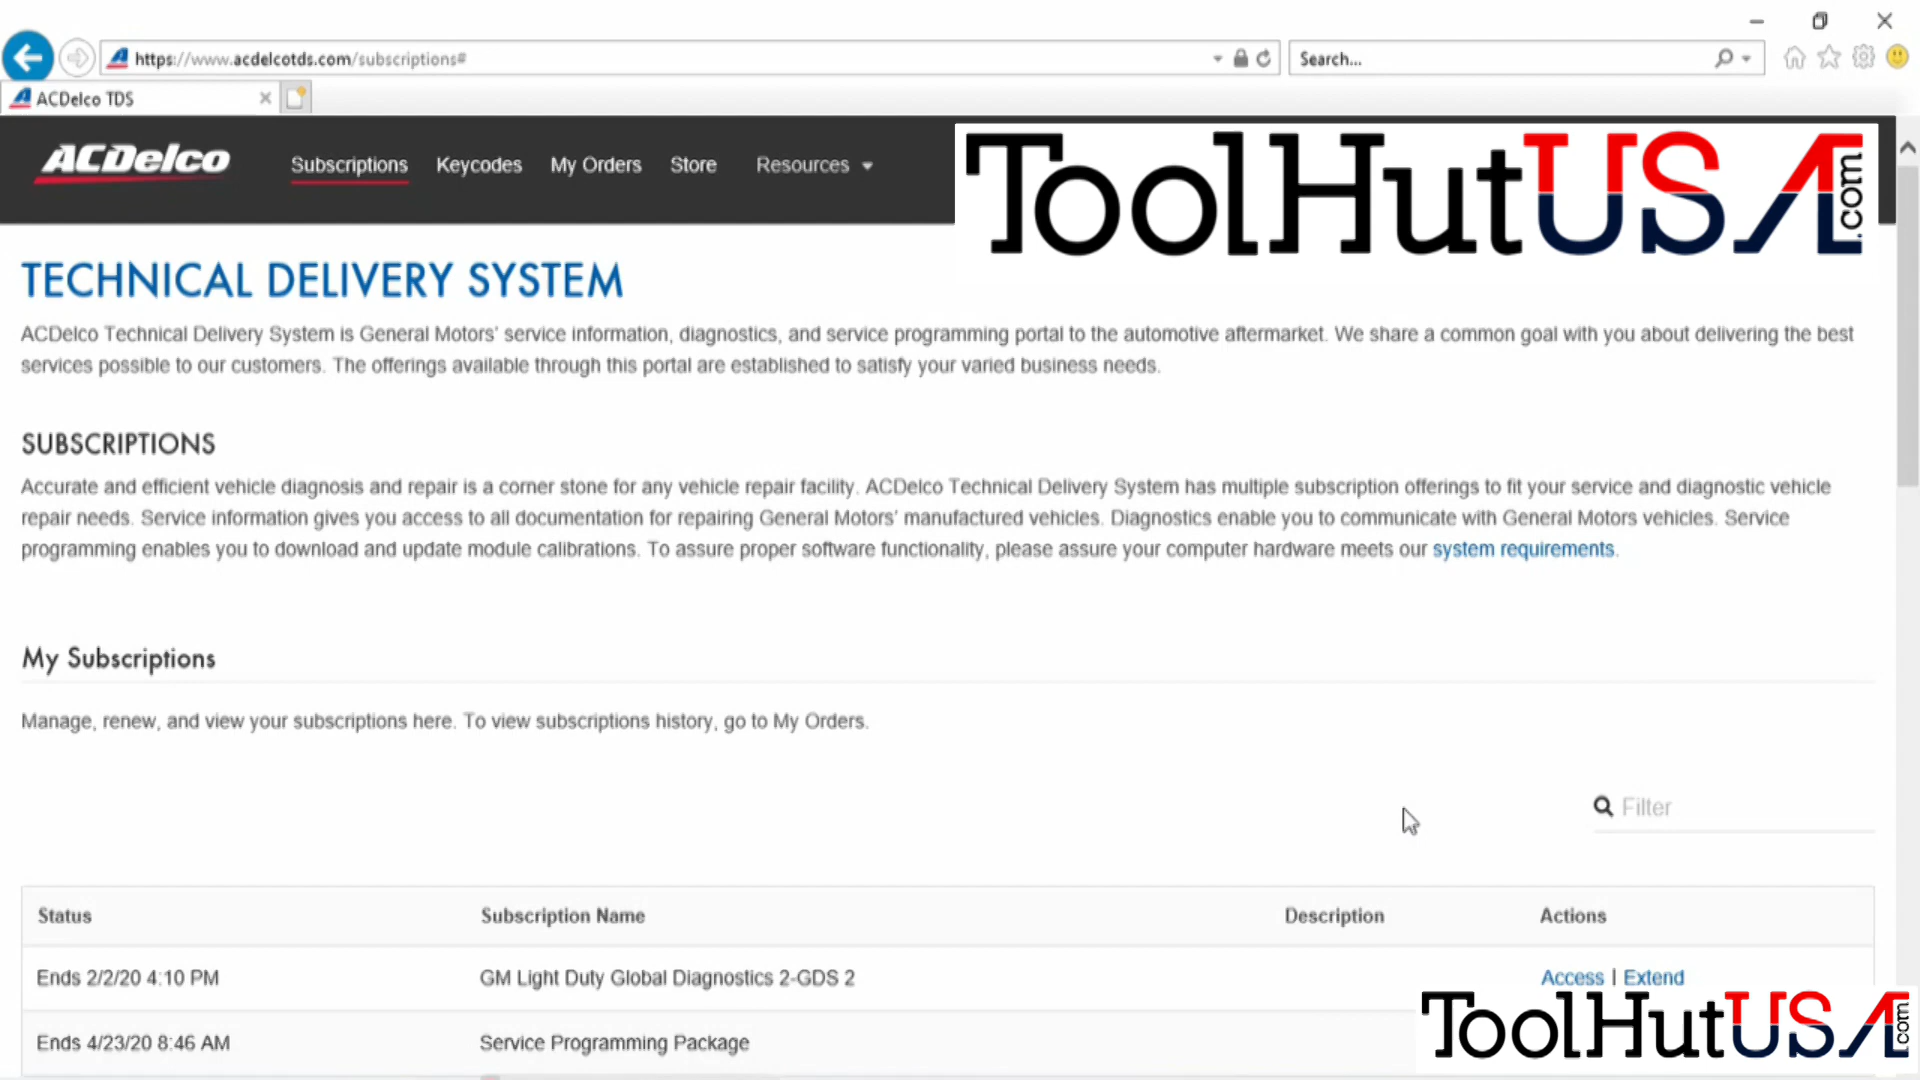 https://www.acdelcotds.com/subscriptions#
Search...
ACDelco TDS
ACDelco Subscriptions Keycodes My Orders Store Resources
ToolHutUSA.com
TECHNICAL DELIVERY SYSTEM
ACDelco Technical Delivery System is General Motors' service information, diagnostics, and service programming portal to the automotive aftermarket. We share a common goal with you about delivering the best
services possible to our customers. The offerings available through this portal are established to satisfy your varied business needs.
SUBSCRIPTIONS
Accurate and efficient vehicle diagnosis and repair is a corner stone for any vehicle repair facility. ACDelco Technical Delivery System has multiple subscription offerings to fit your service and diagnostic vehicle
repair needs. Service information gives you access to all documentation for repairing General Motors' manufactured vehicles. Diagnostics enable you to communicate with General Motors vehicles. Service
programming enables you to download and update module calibrations. To assure proper software functionality, please assure your computer hardware meets our system requirements.
My Subscriptions
Manage, renew, and view your subscriptions here. To view subscriptions history, go to My Orders.
Filter
Status Subscription Name Description Actions
Ends 2/2/20 4:10 PM GM Light Duty Global Diagnostics 2-GDS 2 Access | Extend
Ends 4/23/20 8:46 AM Service Programming Package
ToolHutUSA.com